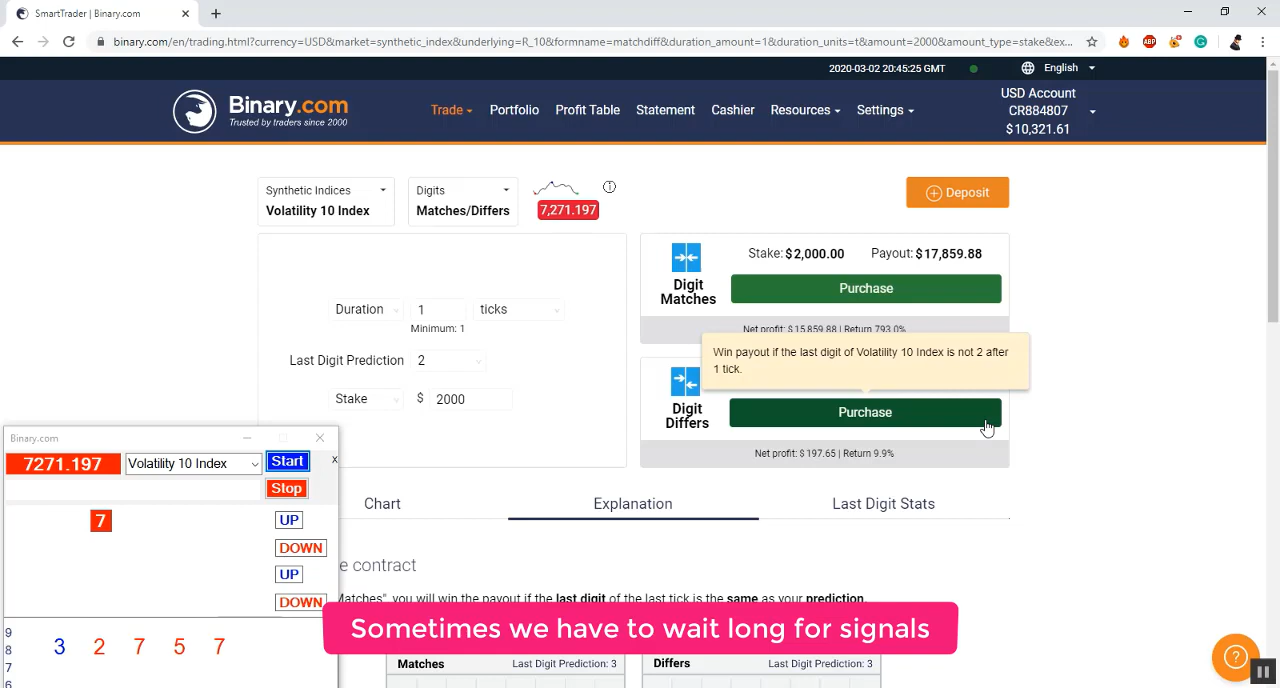 SmartTrader | Binary.com
binary.com/en/trading.html?currency=USD&market=synthetic_index&underlying=R_10&formname=matchdiff&duration_amount=1&duration_units=t&amount=2000&amount_type=stake&ex...
ABP
2020-03-02 20:45:25 GMT
English
Binary.com
Trusted by traders since 2000
Trade
Portfolio
Profit Table
Statement
Cashier
Resources
Settings
USD Account
CR884807
$10,321.61
Synthetic Indices
Volatility 10 Index
Digits
Matches/Differs
7,271.197
Deposit
Duration 1 ticks
Minimum: 1
Last Digit Prediction 2
Stake $ 2000
Digit
Matches
Stake: $2,000.00 Payout: $17,859.88
Purchase
Net profit: $15,859.88 | Return 793.0%
Win payout if the last digit of Volatility 10 Index is not 2 after
1 tick.
Digit
Differs
Purchase
Net profit: $197.65 | Return 9.9%
Binary.com
7271.197
Volatility 10 Index
Start
x
Stop
7
UP
DOWN
UP
DOWN
9
8
7
6
3 2 7 5 7
Chart
Explanation
Last Digit Stats
e contract
Matches", you will win the payout if the last digit of the last tick is the same as your prediction.
Sometimes we have to wait long for signals
Matches Last Digit Prediction: 3
Differs Last Digit Prediction: 3